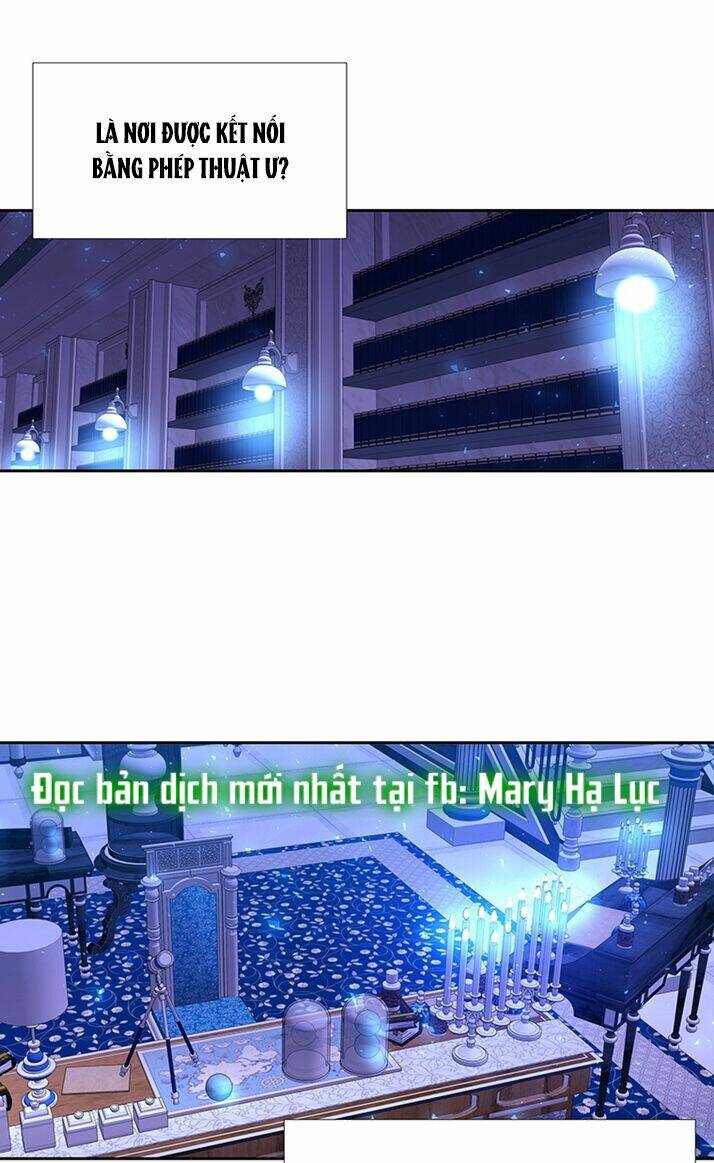 LÀ NƠI ĐƯỢC KẾT NỐI
BẰNG PHÉP THUẬT Ư?
Đọc bản dịch mới nhất tại fb: Mary Hạ Lục